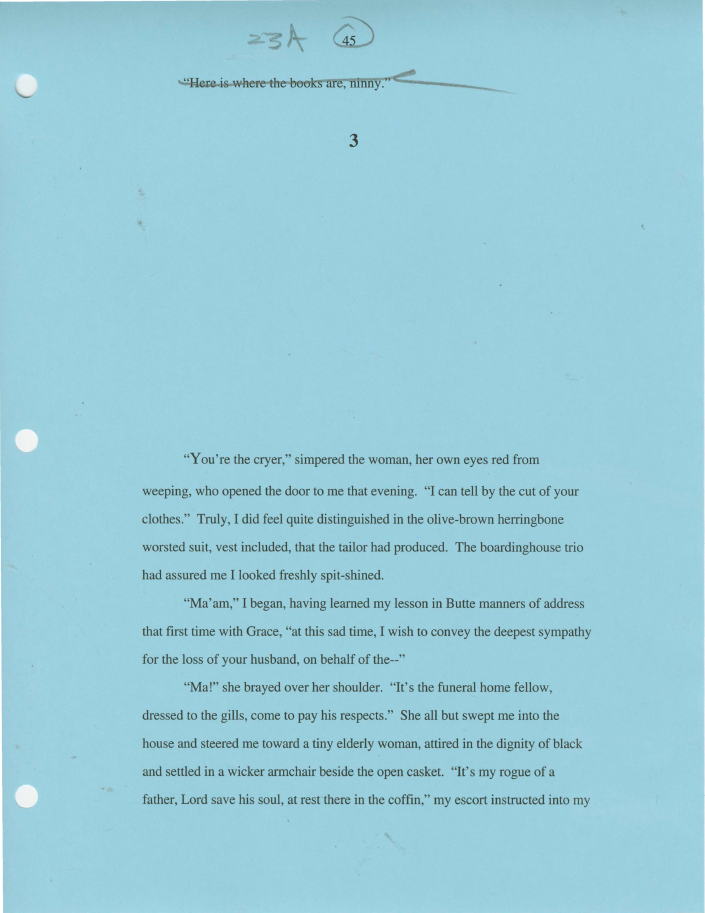 23A 45
“Here is where the books are, ninny.”
3
“You’re the cryer,” simpered the woman, her own eyes red from
weeping, who opened the door to me that evening. “I can tell by the cut of your
clothes.” Truly, I did feel quite distinguished in the olive-brown herringbone
worsted suit, vest included, that the tailor had produced. The boardinghouse trio
had assured me I looked freshly spit-shined.
“Ma’am,” I began, having learned my lesson in Butte manners of address
that first time with Grace, “at this sad time, I wish to convey the deepest sympathy
for the loss of your husband, on behalf of the--”
“Ma!” she brayed over her shoulder. “It’s the funeral home fellow,
dressed to the gills, come to pay his respects.” She all but swept me into the
house and steered me toward a tiny elderly woman, attired in the dignity of black
and settled in a wicker armchair beside the open casket. “It’s my rogue of a
father, Lord save his soul, at rest there in the coffin,” my escort instructed into my